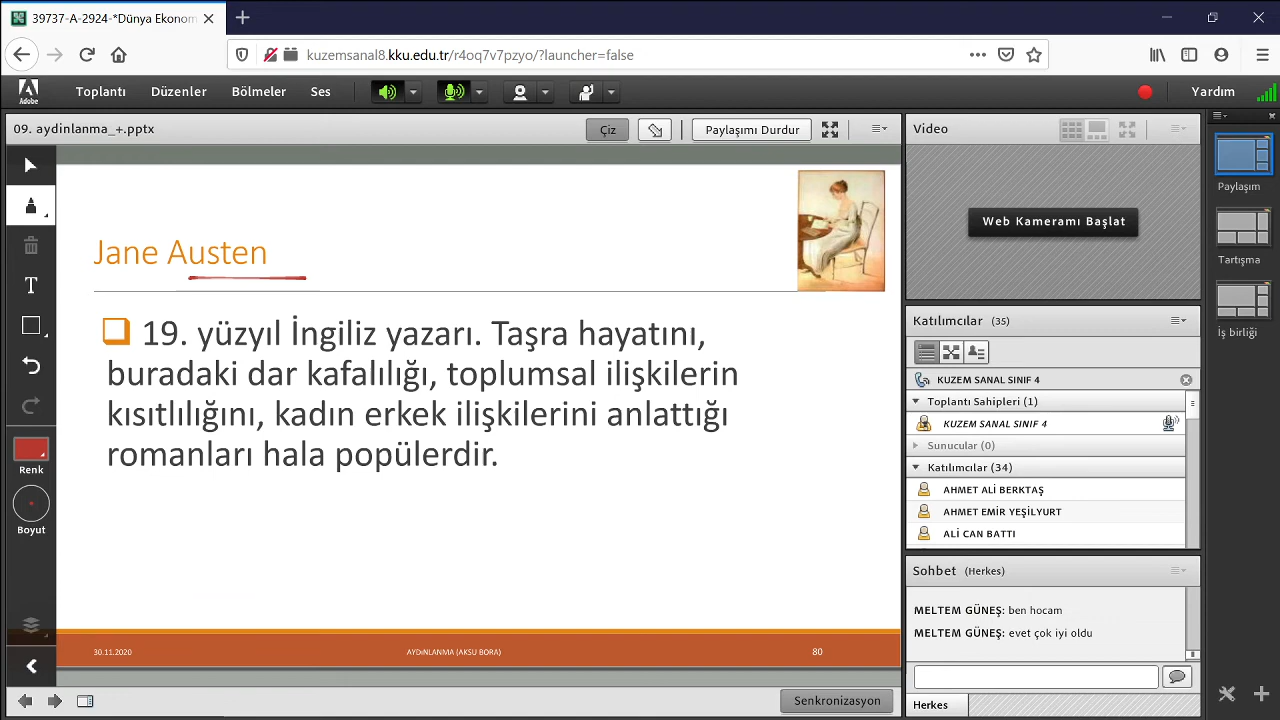 39737-A-2924-*Dünya Ekonom
kuzemsanal8.kku.edu.tr/r4oq7v7pzyo/?launcher=false
Adobe
Toplantı
Düzenler
Bölmeler
Ses
Yardım
09. aydinlanma_+.pptx
Çiz
Paylaşımı Durdur
Renk
Boyut
Jane Austen
19. yüzyıl İngiliz yazarı. Taşra hayatını,
buradaki dar kafalılığı, toplumsal ilişkilerin
kısıtlılığını, kadın erkek ilişkilerini anlattığı
romanları hala popülerdir.
30.11.2020
AYDıNLANMA (AKSU BORA)
80
Senkronizasyon
Video
Web Kameramı Başlat
Katılımcılar (35)
KUZEM SANAL SINIF 4
Toplantı Sahipleri (1)
KUZEM SANAL SINIF 4
Sunucular (0)
Katılımcılar (34)
AHMET ALİ BERKTAŞ
AHMET EMİR YEŞİLYURT
ALİ CAN BATTI
Sohbet (Herkes)
MELTEM GÜNEŞ: ben hocam
MELTEM GÜNEŞ: evet çok iyi oldu
Herkes
Paylaşım
Tartışma
İş birliği